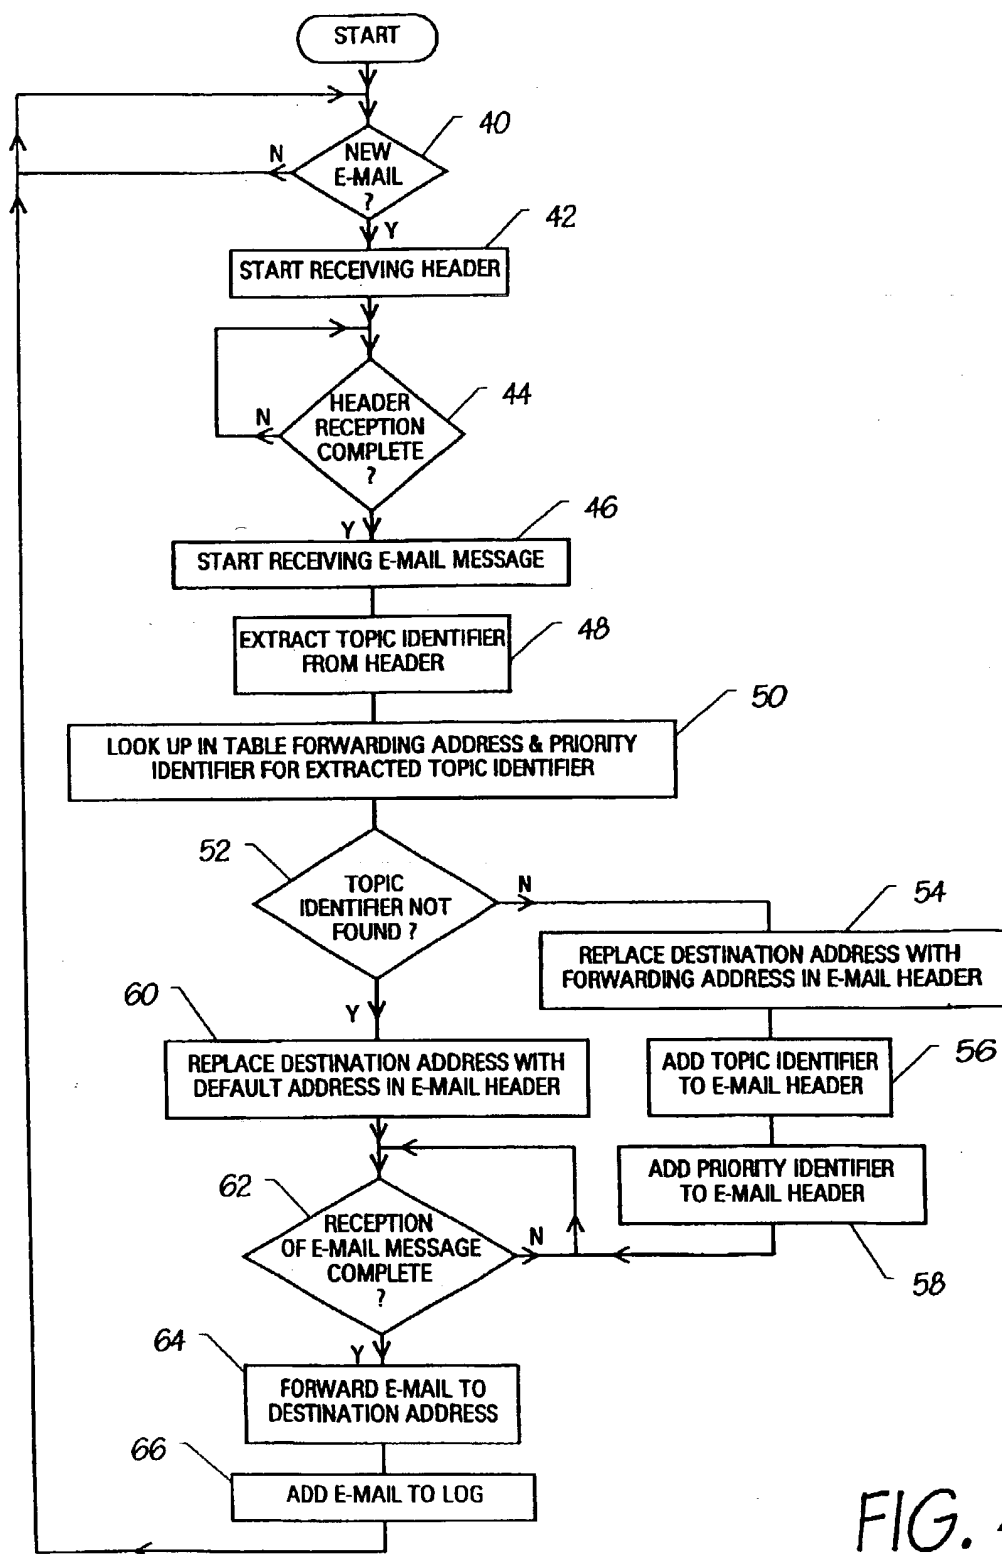 START
40
NEW
E-MAIL
?
N
Y
42
START RECEIVING HEADER
44
HEADER
RECEPTION
COMPLETE
?
N
Y
46
START RECEIVING E-MAIL MESSAGE
48
EXTRACT TOPIC IDENTIFIER
FROM HEADER
50
LOOK UP IN TABLE FORWARDING ADDRESS & PRIORITY
IDENTIFIER FOR EXTRACTED TOPIC IDENTIFIER
52
TOPIC
IDENTIFIER NOT
FOUND ?
N
Y
54
REPLACE DESTINATION ADDRESS WITH
FORWARDING ADDRESS IN E-MAIL HEADER
60
REPLACE DESTINATION ADDRESS WITH
DEFAULT ADDRESS IN E-MAIL HEADER
ADD TOPIC IDENTIFIER
TO E-MAIL HEADER
56
ADD PRIORITY IDENTIFIER
TO E-MAIL HEADER
58
62
RECEPTION
OF E-MAIL MESSAGE
COMPLETE
?
N
Y
64
FORWARD E-MAIL TO
DESTINATION ADDRESS
66
ADD E-MAIL TO LOG
FIG.